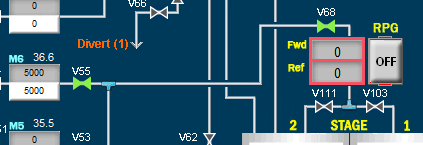 0
0
V66
V68
RPG
Divert (1)
Fwd
0
Ref
0
OFF
M6 36.6
5000
5000
V55
V111
V103
M5 35.5
0
V53
V62
2 STAGE 1